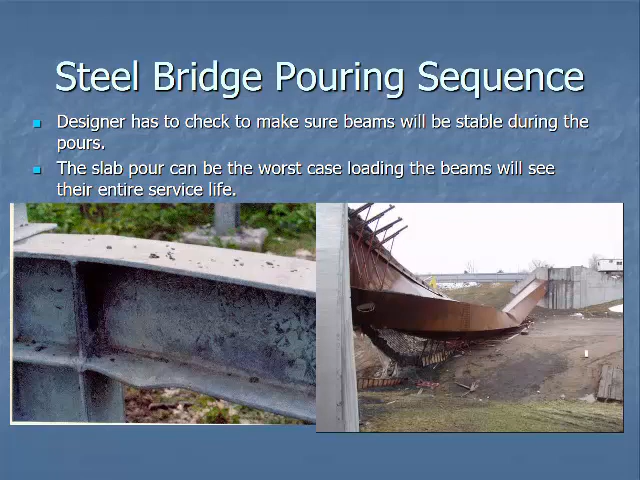 Steel Bridge Pouring Sequence
Designer has to check to make sure beams will be stable during the
pours.
The slab pour can be the worst case loading the beams will see
their entire service life.